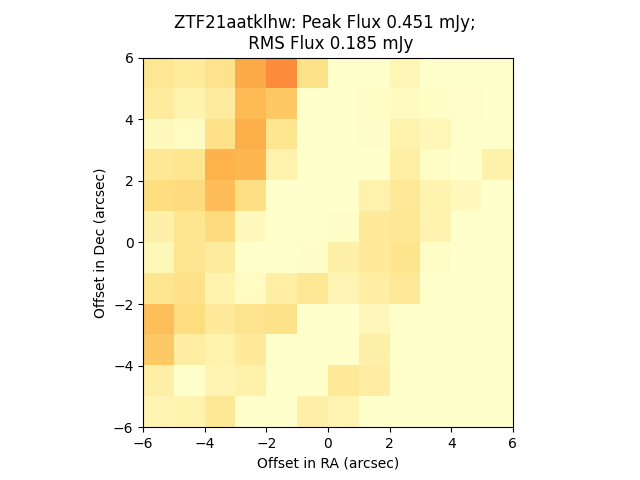 ZTF21aatklhw: Peak Flux 0.451 mJy;
RMS Flux 0.185 mJy
6
4
2
0
−2
−4
−6
Offset in Dec (arcsec)
−6 −4 −2 0 2 4 6
Offset in RA (arcsec)